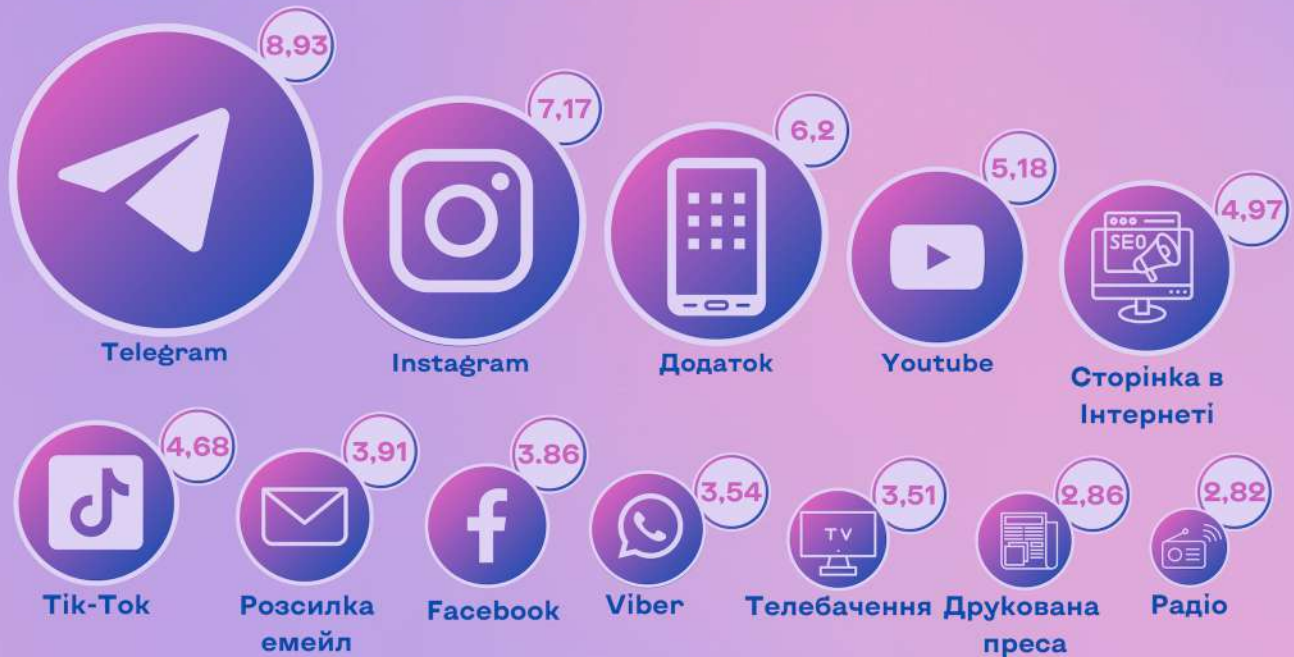 8,93
7,17
6,2
5,18
4,97
SEO
Telegram
Instagram
Додаток
Youtube
Сторінка в
Інтернеті
4,68
3,91
3.86
3,54
3,51
2,86
2,82
TV
Tik-Tok
Розсилка
емейл
Facebook
Viber
Телебачення
Друкована
преса
Радіо